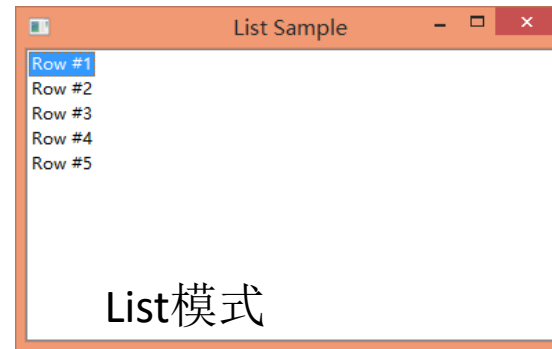 List Sample
Row #1
Row #2
Row #3
Row #4
Row #5
List模式